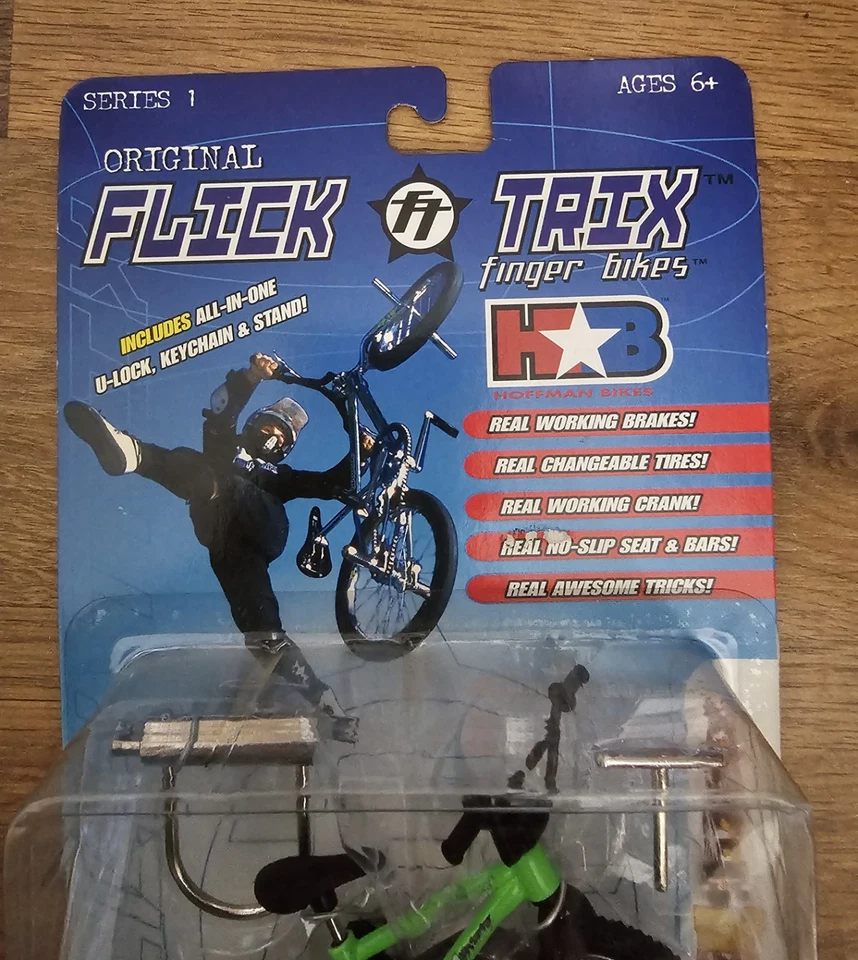 SERIES 1
AGES 6+
ORIGINAL
FLICK ft TRIX™
finger bikes™
INCLUDES ALL-IN-ONE
U-LOCK, KEYCHAIN & STAND!
HB™
HOFFMAN BIKES
REAL WORKING BRAKES!
REAL CHANGEABLE TIRES!
REAL WORKING CRANK!
REAL NO-SLIP SEAT & BARS!
REAL AWESOME TRICKS!